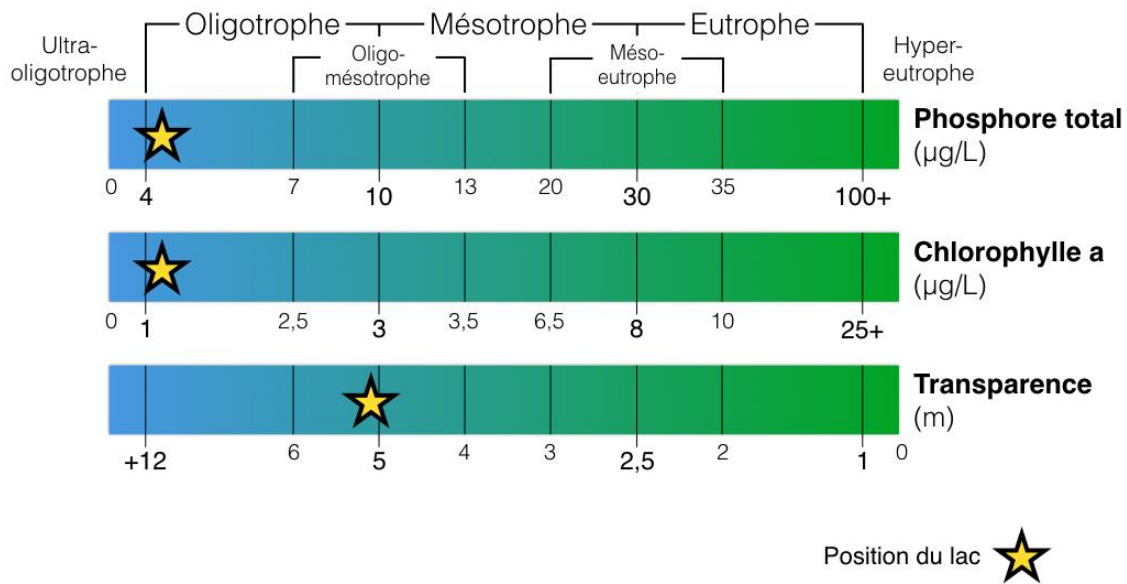 Oligotrophe Mésotrophe Eutrophe
Ultra-
oligotrophe
Oligo-
mésotrophe
Méso-
eutrophe
Hyper-
eutrophe
Phosphore total
(µg/L)
0 4 7 10 13 20 30 35 100+
Chlorophylle a
(µg/L)
0 1 2,5 3 3,5 6,5 8 10 25+
Transparence
(m)
+12 6 5 4 3 2,5 2 1 0
Position du lac